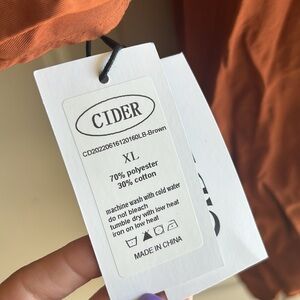 CIDER
CD20220616120160LB-Brown
XL
70% polyester
30% cotton
machine wash with cold water
do not bleach
tumble dry with low heat
iron on low heat
MADE IN CHINA